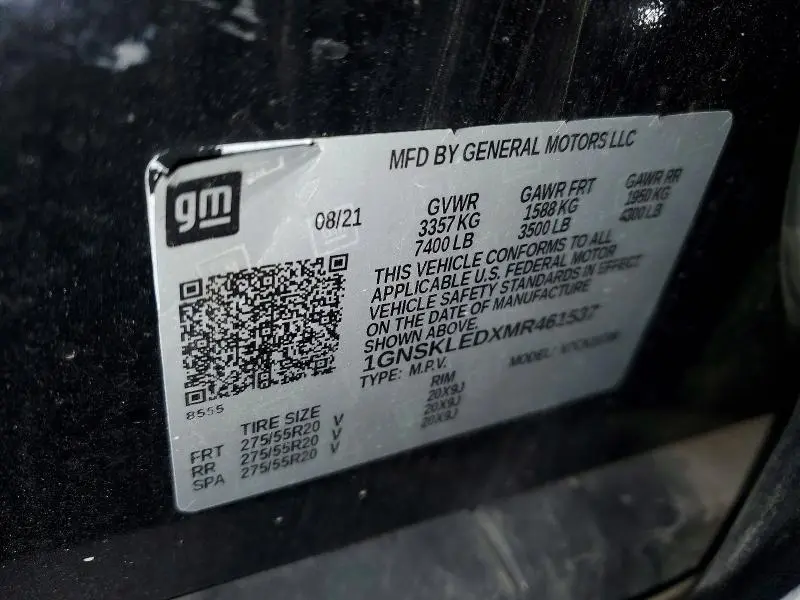 MFD BY GENERAL MOTORS LLC
gm
08/21
GVWR GAWR FRT GAWR RR
3357 KG 1588 KG 1950 KG
7400 LB 3500 LB 4300 LB
THIS VEHICLE CONFORMS TO ALL
APPLICABLE U.S. FEDERAL MOTOR
VEHICLE SAFETY STANDARDS IN EFFECT
ON THE DATE OF MANUFACTURE
SHOWN ABOVE.
1GNSKLEDXMR461537
TYPE: M.P.V. MODEL:
8555
TIRE SIZE RIM
FRT 275/55R20 V 20X9J
RR 275/55R20 V 20X9J
SPA 275/55R20 V 20X9J